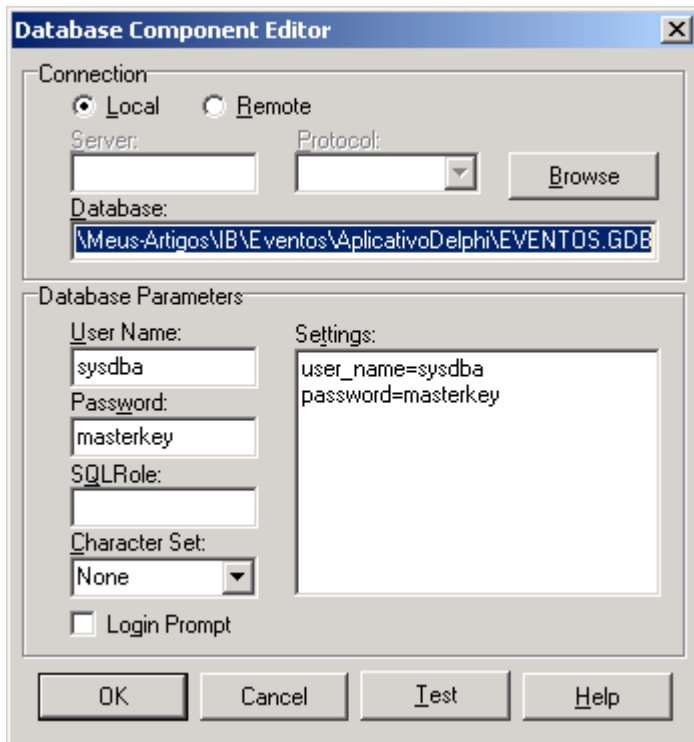 Database Component Editor
Connection
Local Remote
Server: Protocol:
Browse
Database:
\Meus-Artigos\IB\Eventos\AplicativoDelphi\EVENTOS.GDB
Database Parameters
User Name: Settings:
sysdba user_name=sysdba
Password: password=masterkey
masterkey
SQLRole:
Character Set:
None
Login Prompt
OK Cancel Test Help